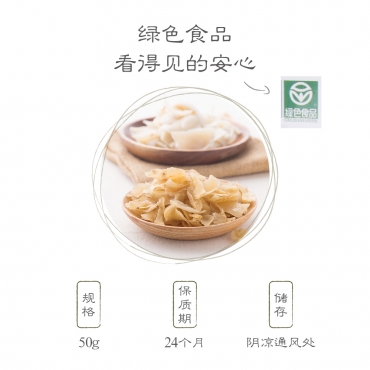 绿色食品
看得见的安心
绿色食品
规格
保质期
储存
50g
24个月
阴凉通风处